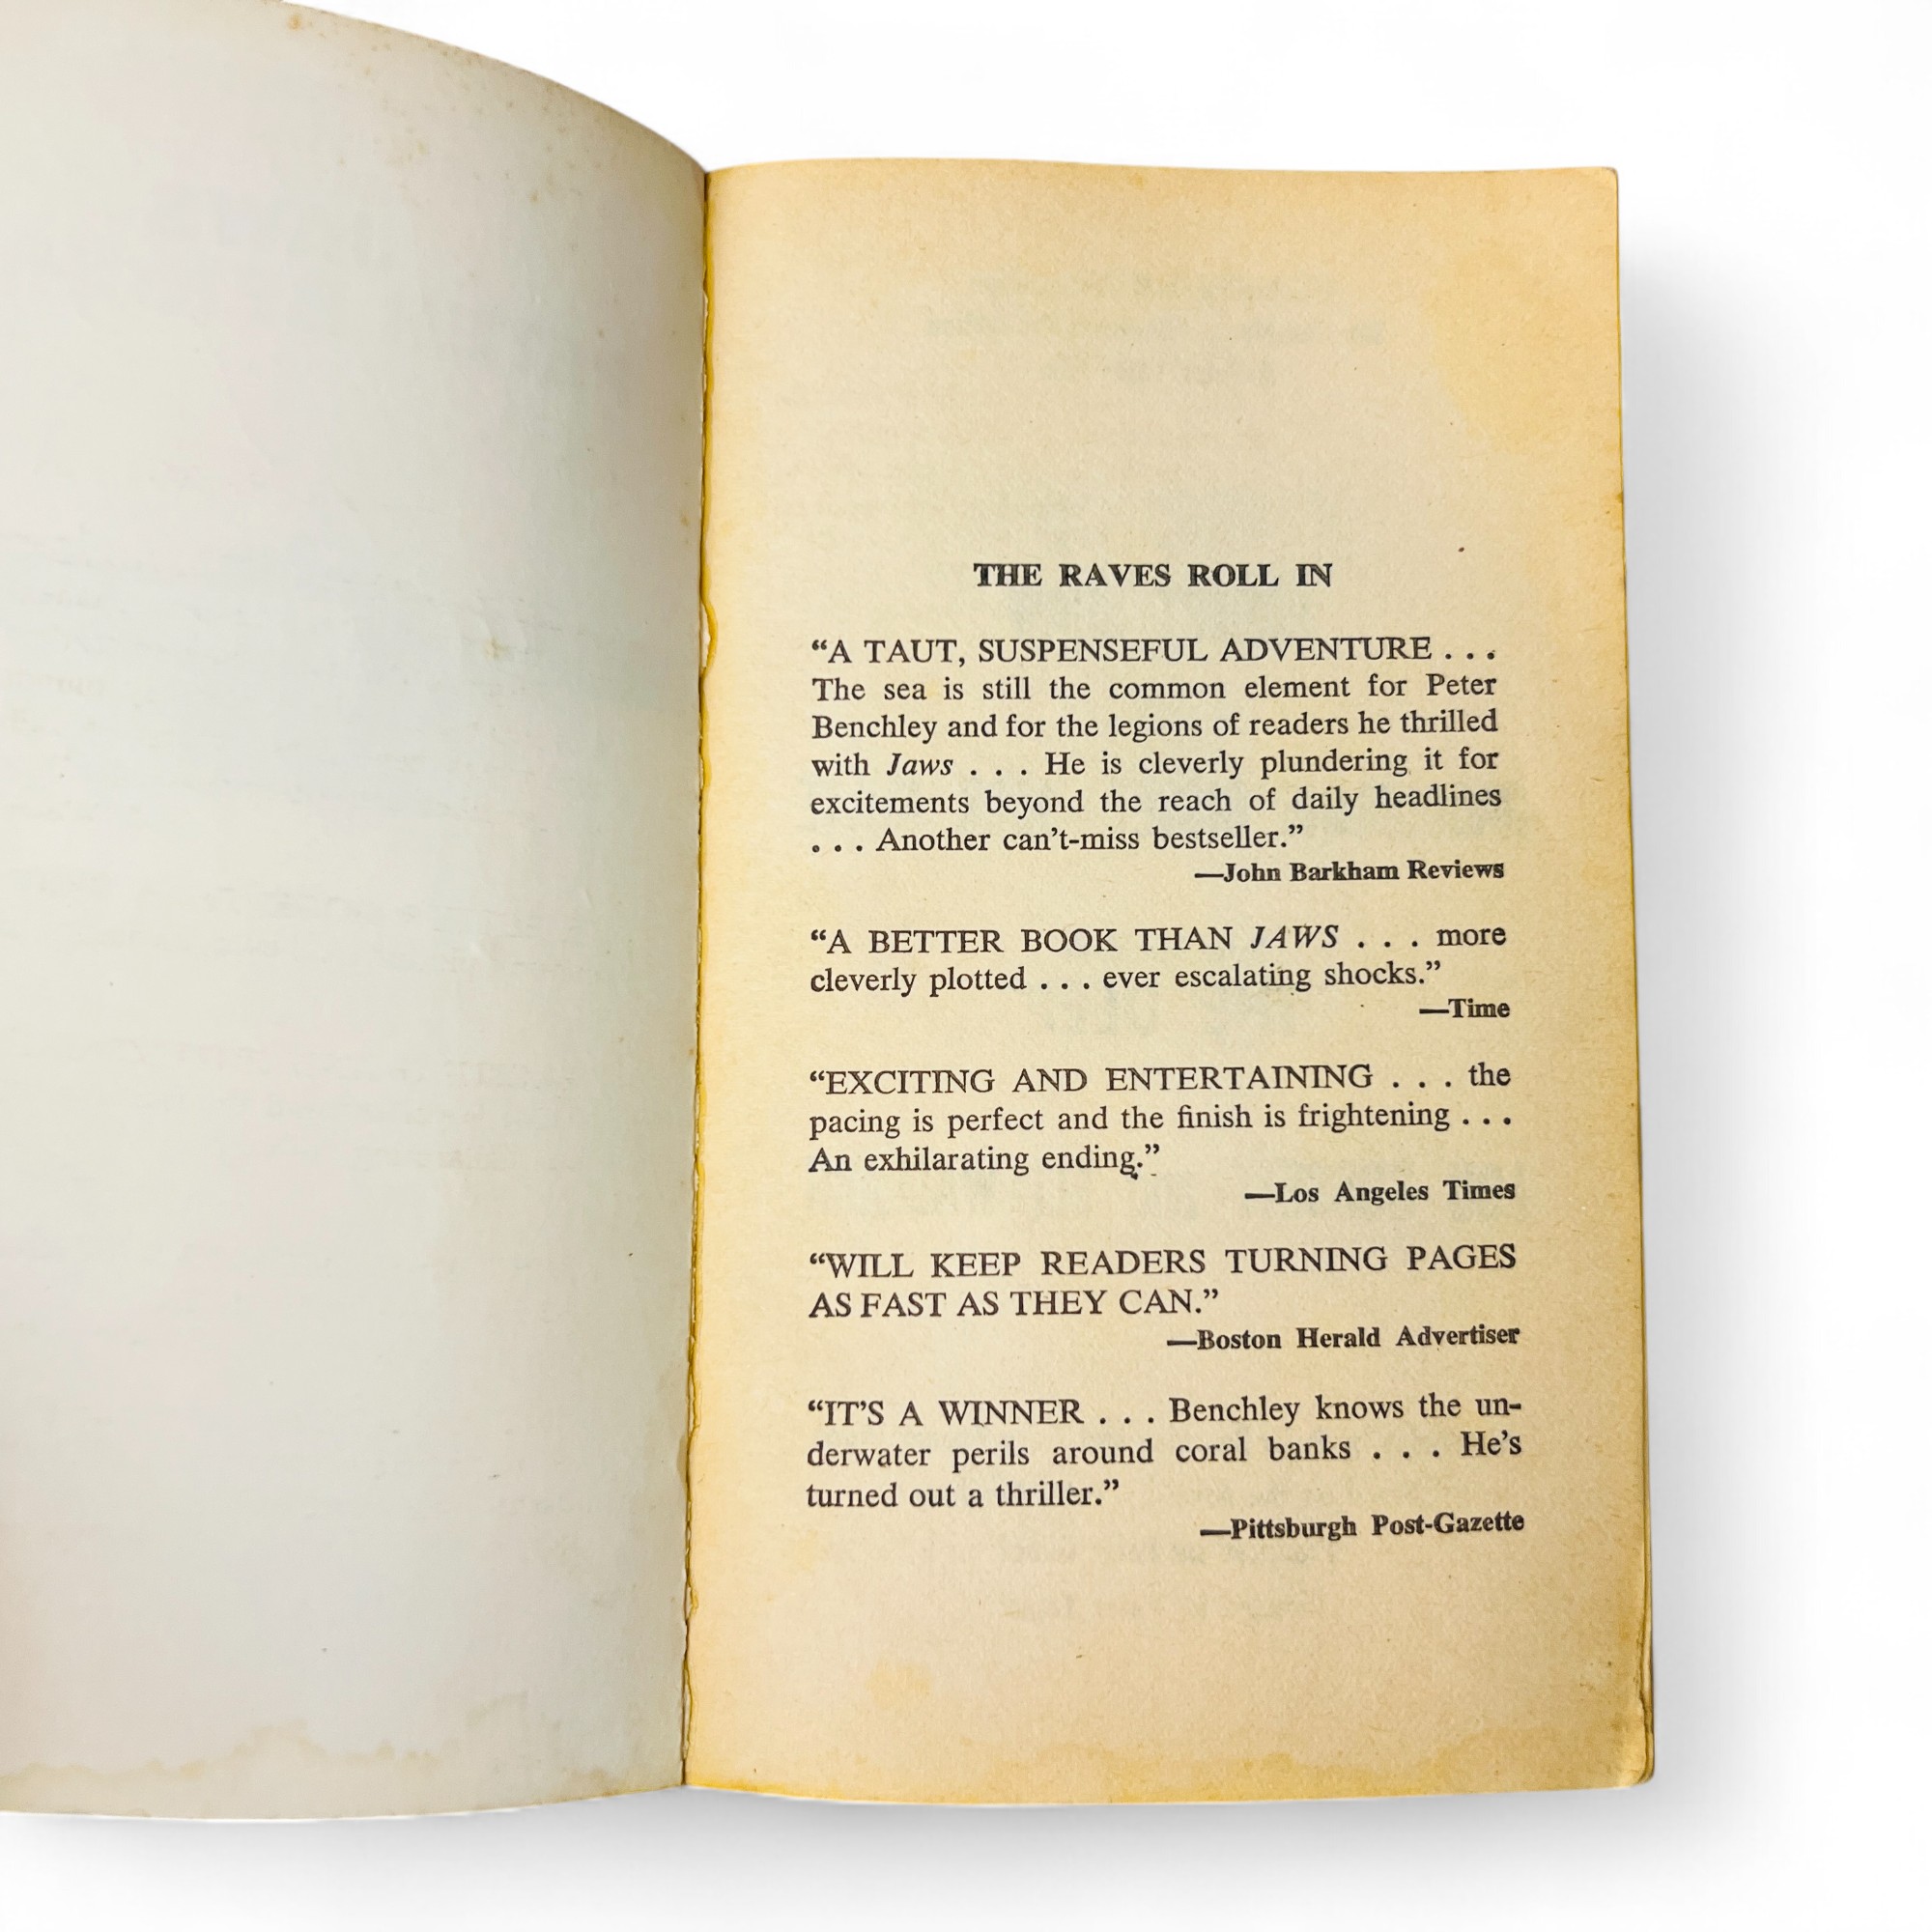 THE RAVES ROLL IN
“A TAUT, SUSPENSEFUL ADVENTURE . . .
The sea is still the common element for Peter
Benchley and for the legions of readers he thrilled
with Jaws . . . He is cleverly plundering it for
excitements beyond the reach of daily headlines
. . . Another can’t-miss bestseller.”
—John Barkham Reviews
“A BETTER BOOK THAN JAWS . . . more
cleverly plotted . . . ever escalating shocks.”
—Time
“EXCITING AND ENTERTAINING . . . the
pacing is perfect and the finish is frightening . . .
An exhilarating ending.”
—Los Angeles Times
“WILL KEEP READERS TURNING PAGES
AS FAST AS THEY CAN.”
—Boston Herald Advertiser
“IT’S A WINNER . . . Benchley knows the un-
derwater perils around coral banks . . . He’s
turned out a thriller.”
—Pittsburgh Post-Gazette